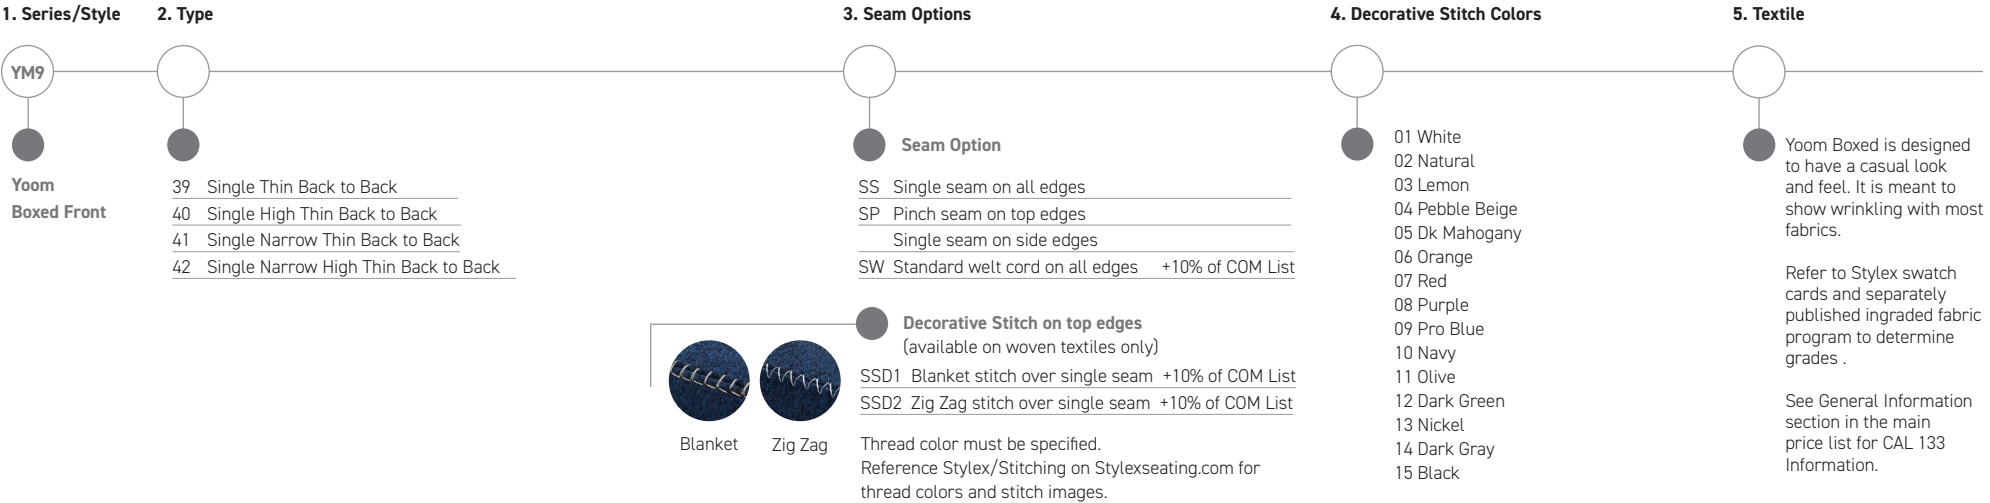 1. Series/Style
2. Type
3. Seam Options
4. Decorative Stitch Colors
5. Textile
YM9
Yoom
Boxed Front
39 Single Thin Back to Back
40 Single High Thin Back to Back
41 Single Narrow Thin Back to Back
42 Single Narrow High Thin Back to Back
Seam Option
SS Single seam on all edges
SP Pinch seam on top edges
Single seam on side edges
SW Standard welt cord on all edges +10% of COM List
Decorative Stitch on top edges
(available on woven textiles only)
SSD1 Blanket stitch over single seam +10% of COM List
SSD2 Zig Zag stitch over single seam +10% of COM List
Blanket
Zig Zag
Thread color must be specified.
Reference Stylex/Stitching on Stylexseating.com for
thread colors and stitch images.
01 White
02 Natural
03 Lemon
04 Pebble Beige
05 Dk Mahogany
06 Orange
07 Red
08 Purple
09 Pro Blue
10 Navy
11 Olive
12 Dark Green
13 Nickel
14 Dark Gray
15 Black
Yoom Boxed is designed
to have a casual look
and feel. It is meant to
show wrinkling with most
fabrics.
Refer to Stylex swatch
cards and separately
published ingraded fabric
program to determine
grades .
See General Information
section in the main
price list for CAL 133
Information.